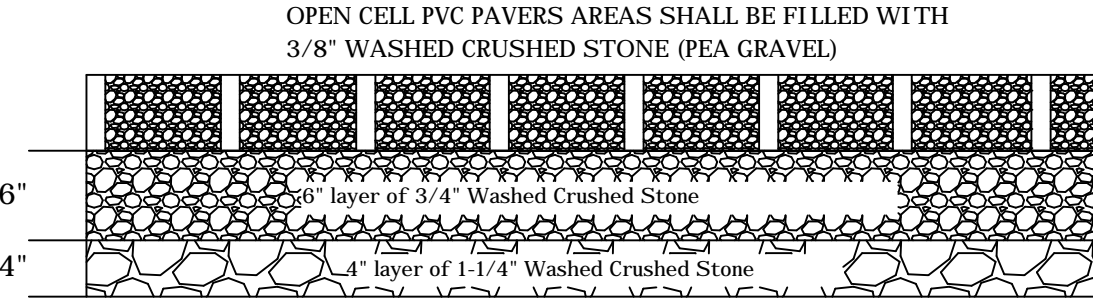 OPEN CELL PVC PAVERS AREAS SHALL BE FILLED WITH
3/8" WASHED CRUSHED STONE (PEA GRAVEL)
6"
6" layer of 3/4" Washed Crushed Stone
4"
4" layer of 1-1/4" Washed Crushed Stone